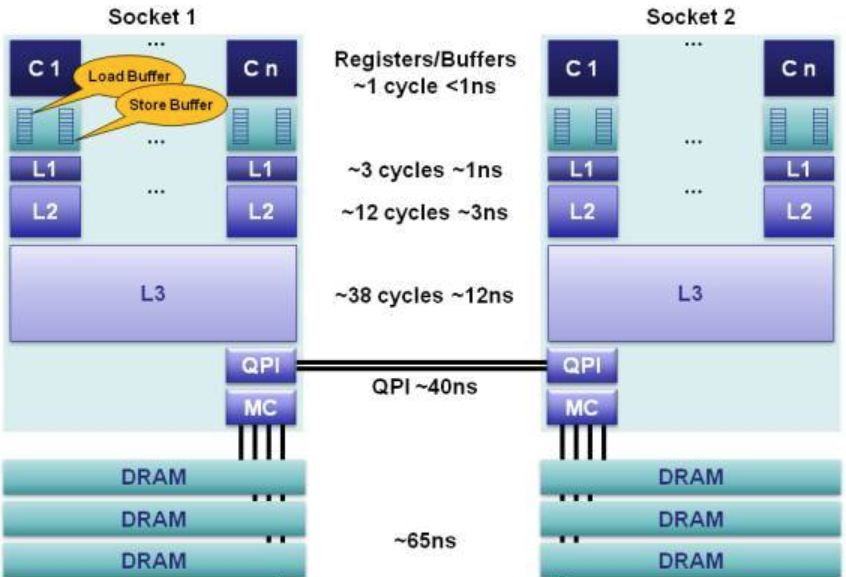 Socket 1
Socket 2
...
...
C 1
C n
Registers/Buffers
~1 cycle <1ns
C 1
C n
Load Buffer
Store Buffer
...
...
L1
L1
~3 cycles ~1ns
L1
L1
...
...
L2
L2
~12 cycles ~3ns
L2
L2
L3
~38 cycles ~12ns
L3
QPI
QPI
QPI ~40ns
MC
MC
DRAM
DRAM
DRAM
DRAM
~65ns
DRAM
DRAM